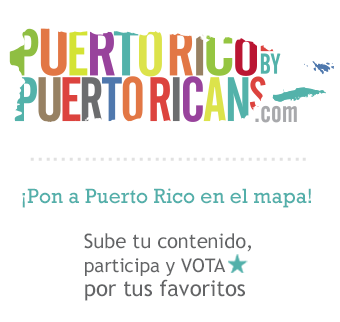 PUERTO RICO BY
PUERTO RICANS.com
¡Pon a Puerto Rico en el mapa!
Sube tu contenido,
participa y VOTA
por tus favoritos